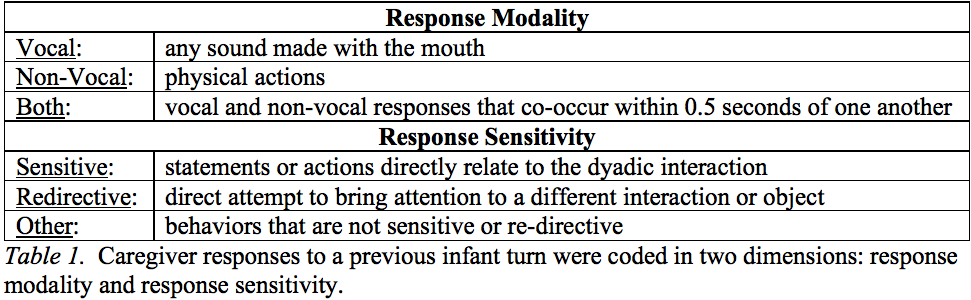 Response Modality
Vocal: any sound made with the mouth
Non-Vocal: physical actions
Both: vocal and non-vocal responses that co-occur within 0.5 seconds of one another
Response Sensitivity
Sensitive: statements or actions directly relate to the dyadic interaction
Redirective: direct attempt to bring attention to a different interaction or object
Other: behaviors that are not sensitive or re-directive
Table 1.  Caregiver responses to a previous infant turn were coded in two dimensions: response
modality and response sensitivity.